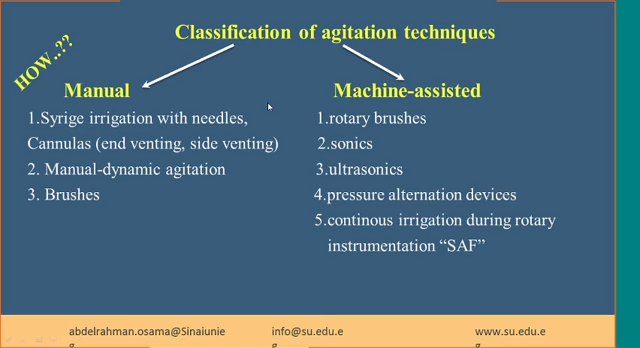 Classification of agitation techniques
HOW..??
Manual
1.Syrige irrigation with needles,
Cannulas (end venting, side venting)
2. Manual-dynamic agitation
3. Brushes
Machine-assisted
1.rotary brushes
2.sonics
3.ultrasonics
4.pressure alternation devices
5.continous irrigation during rotary
instrumentation “SAF”
abdelrahman.osama@Sinaiunie
g
info@su.edu.e
g
www.su.edu.e
g